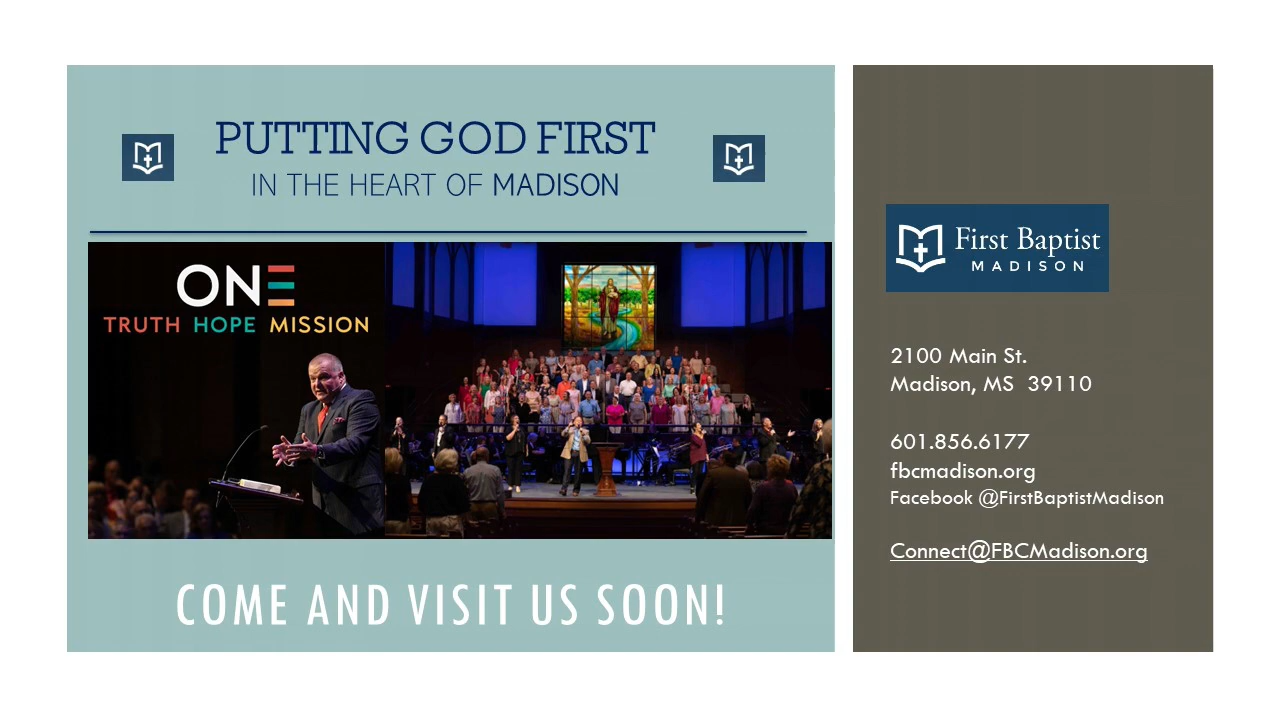 PUTTING GOD FIRST
IN THE HEART OF MADISON
ONE
TRUTH HOPE MISSION
COME AND VISIT US SOON!
First Baptist
MADISON
2100 Main St.
Madison, MS  39110
601.856.6177
fbcmadison.org
Facebook @FirstBaptistMadison
Connect@FBCMadison.org